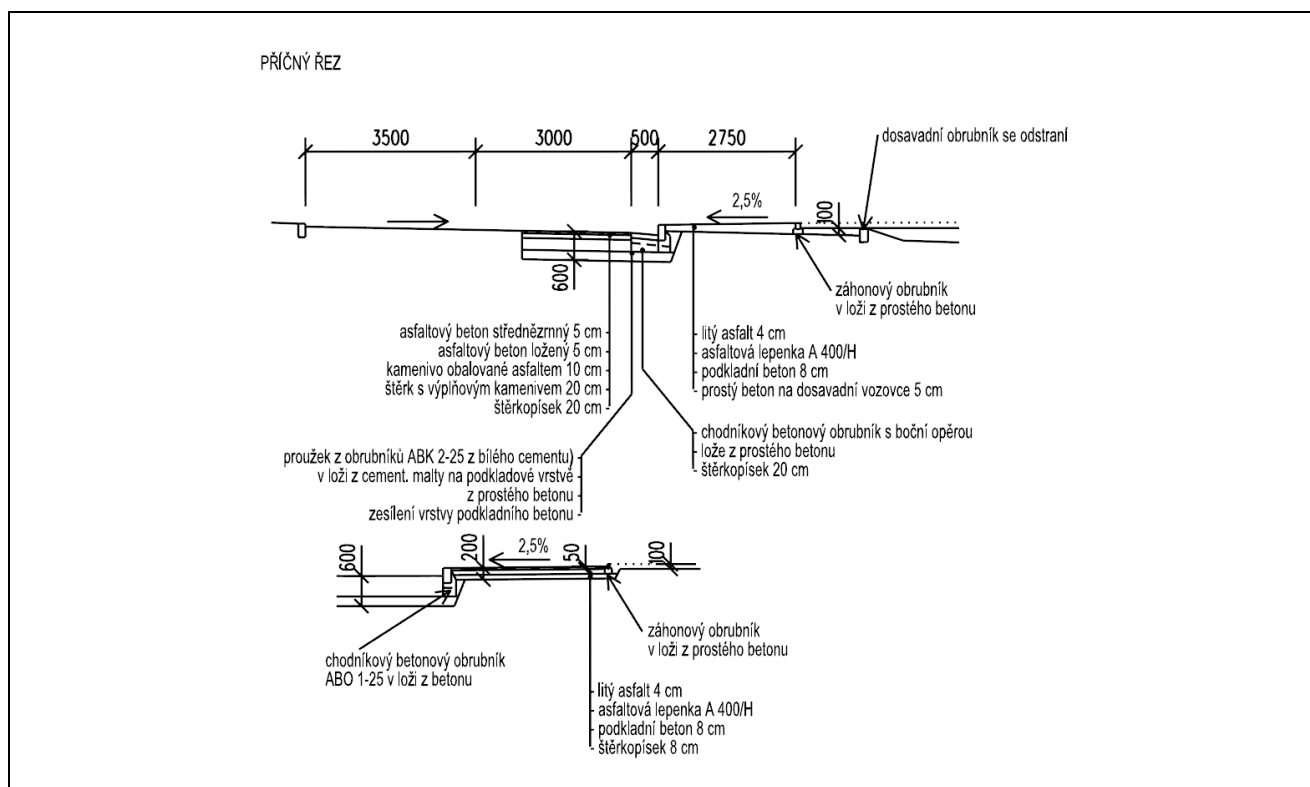 PŘÍČNÝ ŘEZ
3500
3000
500
2750
dosavadní obrubník se odstraní
2,5%
100
600
záhonový obrubník
v loži z prostého betonu
asfaltový beton střednězrnný 5 cm
asfaltový beton ložený 5 cm
kamenivo obalované asfaltem 10 cm
štěrk s výplňovým kamenivem 20 cm
štěrkopísek 20 cm
litý asfalt 4 cm
asfaltová lepenka A 400/H
podkladní beton 8 cm
prostý beton na dosavadní vozovce 5 cm
chodníkový betonový obrubník s boční opěrou
lože z prostého betonu
štěrkopísek 20 cm
proužek z obrubníků ABK 2-25 z bílého cementu)
v loži z cement. malty na podkladové vrstvě
z prostého betonu
zesílení vrstvy podkladního betonu
600
200
2,5%
50
100
záhonový obrubník
v loži z prostého betonu
chodníkový betonový obrubník
ABO 1-25 v loži z betonu
litý asfalt 4 cm
asfaltová lepenka A 400/H
podkladní beton 8 cm
štěrkopísek 8 cm